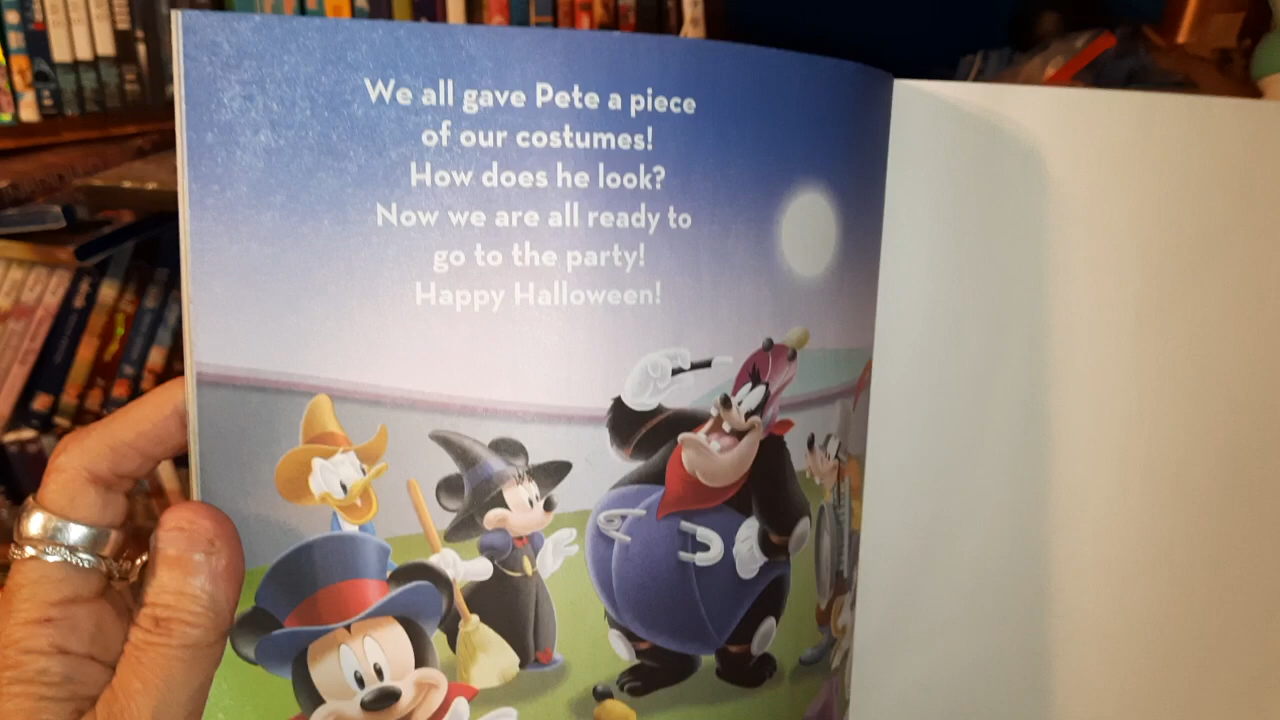 We all gave Pete a piece
of our costumes!
How does he look?
Now we are all ready to
go to the party!
Happy Halloween!